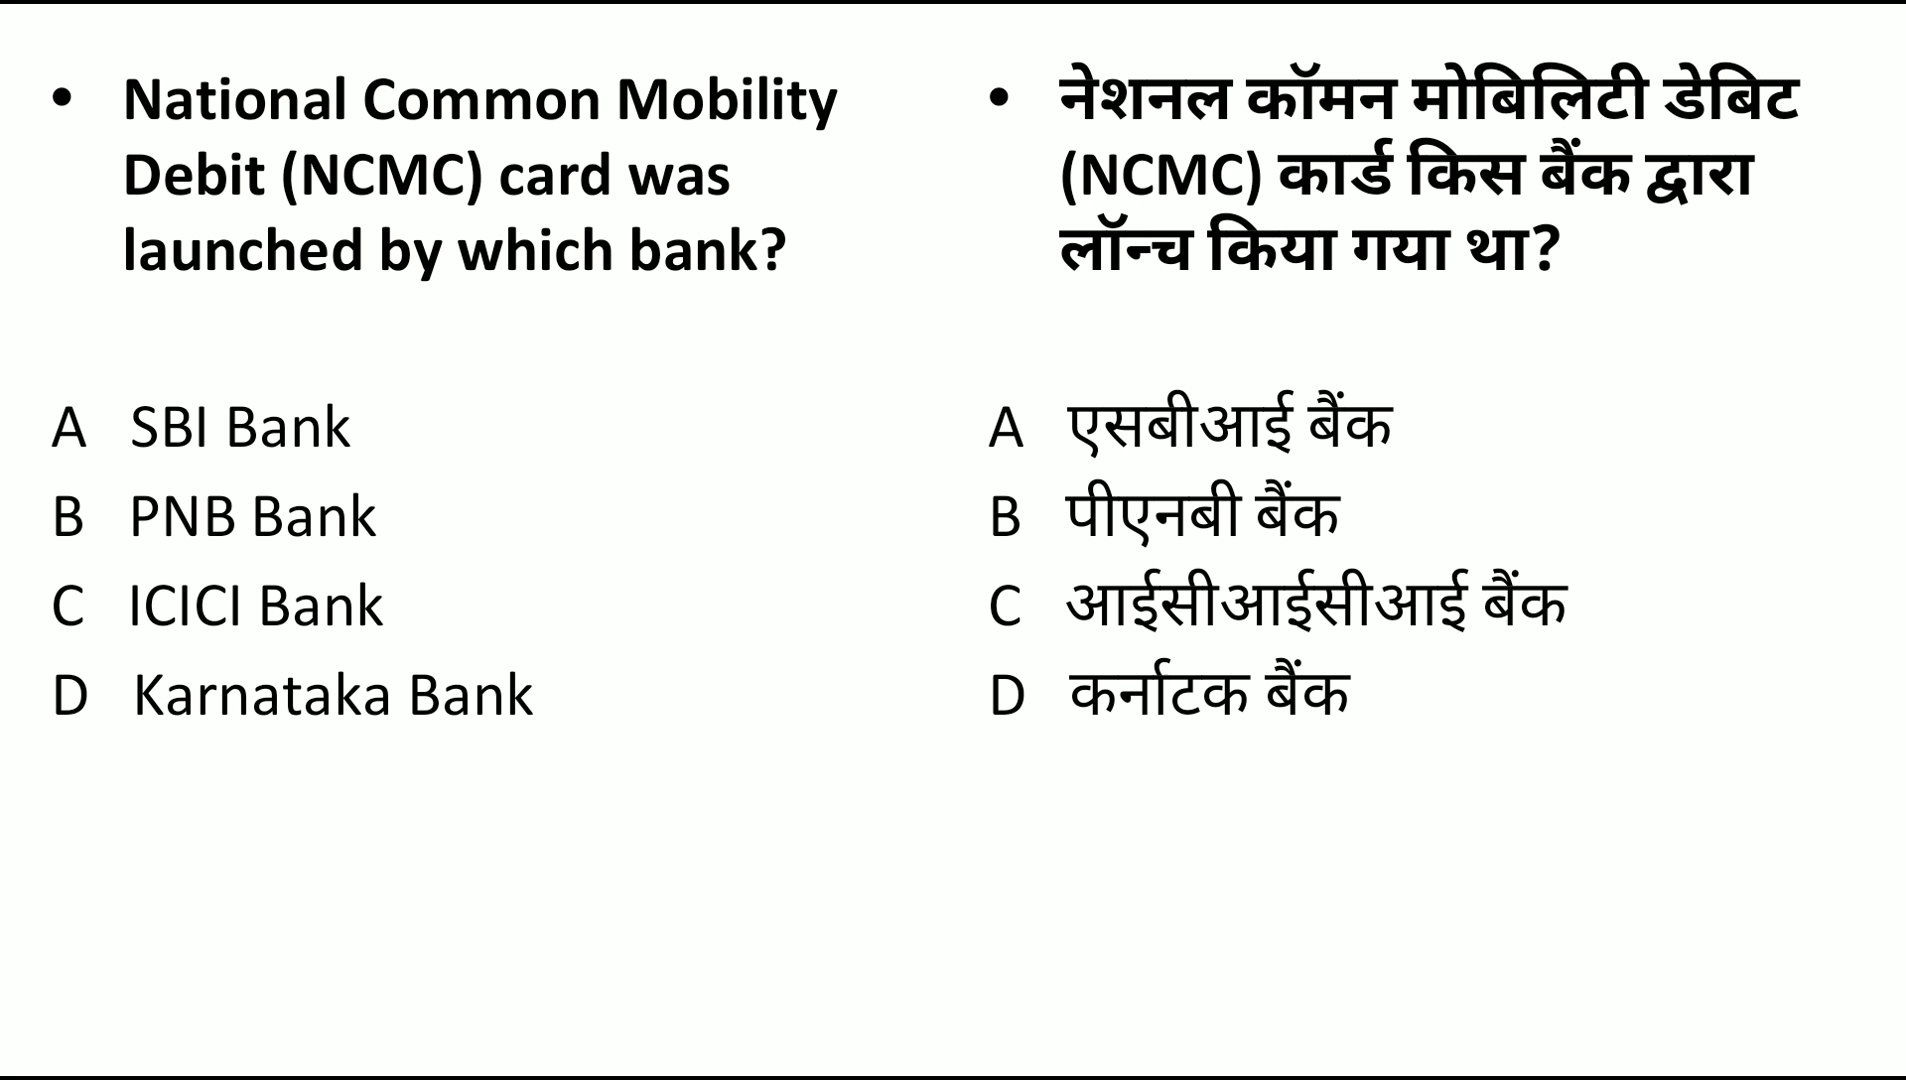 • National Common Mobility
Debit (NCMC) card was
launched by which bank?
A SBI Bank
B PNB Bank
C ICICI Bank
D Karnataka Bank
• नेशनल कॉमन मोबिलिटी डेबिट
(NCMC) कार्ड किस बैंक द्वारा
लॉन्च किया गया था?
A एसबीआई बैंक
B पीएनबी बैंक
C आईसीआईसीआई बैंक
D कर्नाटक बैंक